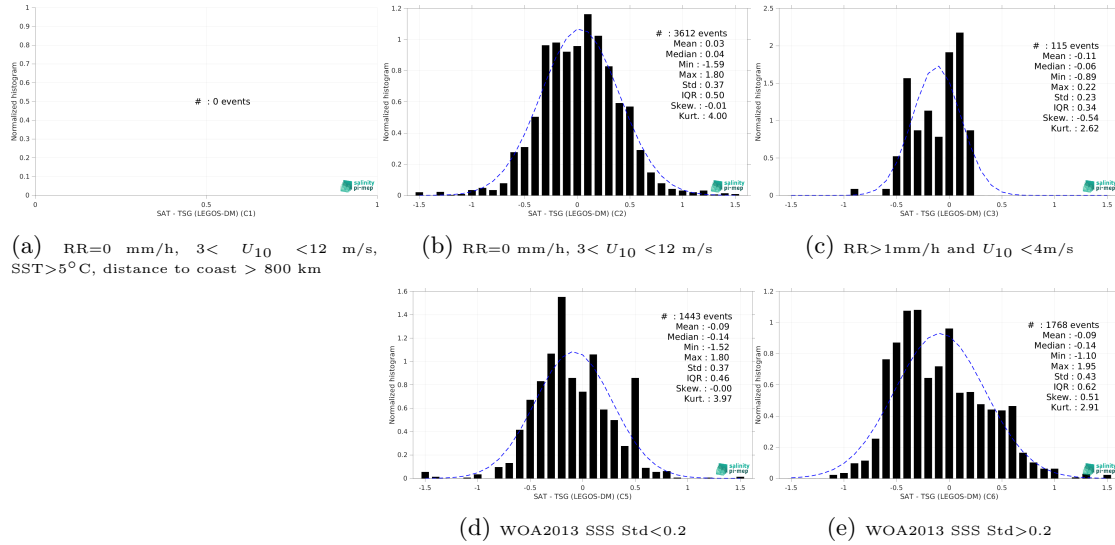 1
0.9
0.8
0.7
0.6
0.5
0.4
0.3
0.2
0.1
0
Normalized histogram
# : 0 events
salinity
pi-mep
0 0.5 1
SAT - TSG (LEGOS-DM) (C1)
(a) RR=0 mm/h, 3< U10 <12 m/s,
SST>5°C, distance to coast > 800 km
1.2
1
0.8
0.6
0.4
0.2
0
Normalized histogram
# : 3612 events
Mean : 0.03
Median : 0.04
Min : -1.59
Max : 1.80
Std : 0.37
IQR : 0.50
Skew. : -0.01
Kurt. : 4.00
salinity
pi-mep
-1.5 -1 -0.5 0 0.5 1 1.5
SAT - TSG (LEGOS-DM) (C2)
(b) RR=0 mm/h, 3< U10 <12 m/s
2.5
2
1.5
1
0.5
0
Normalized histogram
# : 115 events
Mean : -0.11
Median : -0.06
Min : -0.89
Max : 0.22
Std : 0.23
IQR : 0.34
Skew. : -0.54
Kurt. : 2.62
salinity
pi-mep
-1.5 -1 -0.5 0 0.5 1 1.5
SAT - TSG (LEGOS-DM) (C3)
(c) RR>1mm/h and U10 <4m/s
1.6
1.4
1.2
1
0.8
0.6
0.4
0.2
0
Normalized histogram
# : 1443 events
Mean : -0.09
Median : -0.14
Min : -1.52
Max : 1.80
Std : 0.37
IQR : 0.46
Skew. : -0.00
Kurt. : 3.97
salinity
pi-mep
-1.5 -1 -0.5 0 0.5 1 1.5
SAT - TSG (LEGOS-DM) (C5)
(d) WOA2013 SSS Std<0.2
1.2
1
0.8
0.6
0.4
0.2
0
Normalized histogram
# : 1768 events
Mean : -0.09
Median : -0.14
Min : -1.10
Max : 1.95
Std : 0.43
IQR : 0.62
Skew. : 0.51
Kurt. : 2.91
salinity
pi-mep
-1.5 -1 -0.5 0 0.5 1 1.5
SAT - TSG (LEGOS-DM) (C6)
(e) WOA2013 SSS Std>0.2